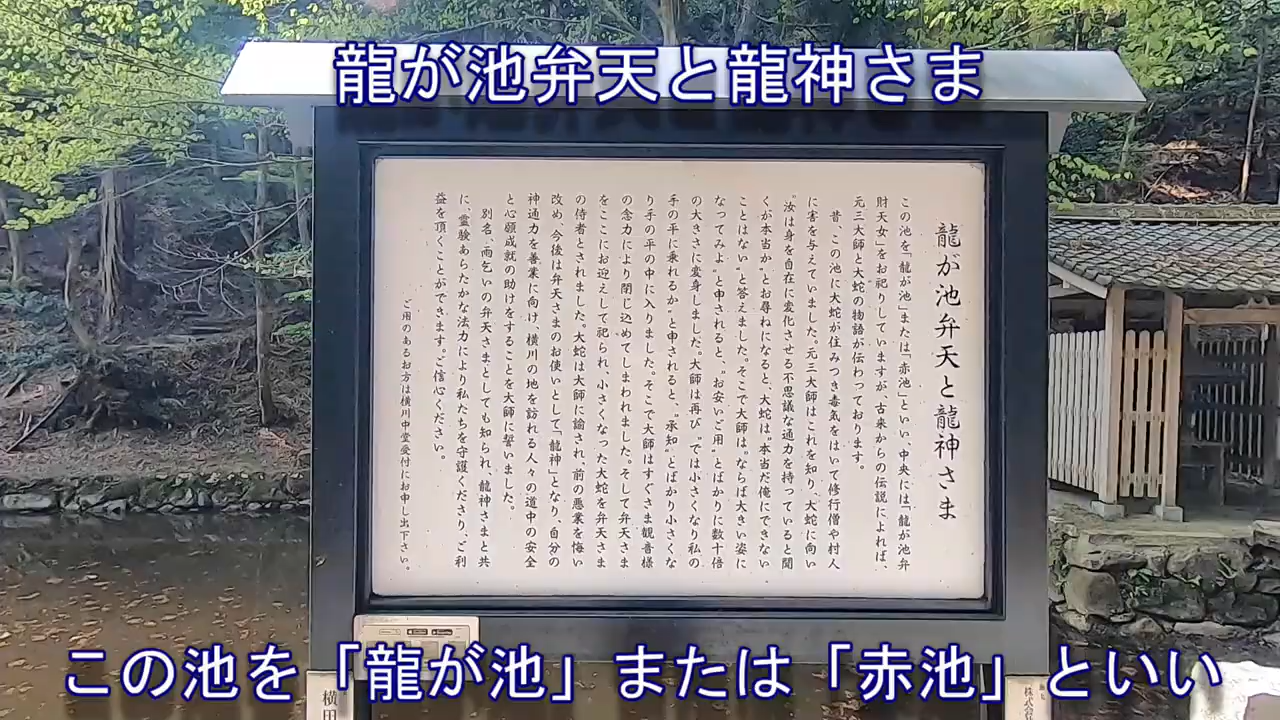 龍が池弁天と龍神さま
龍が池弁天と龍神さま
この池を「龍が池」または「赤池」といい、中央には「龍が池弁
財天女」をお祀りしていますが、古来からの伝説によれば、
元三大師と大蛇の物語が伝わっております。
昔、この池に大蛇が住みつき毒気をはいて修行僧や村人
に害を与えていました。元三大師はこれを知り、大蛇に向い
“汝は身を自在に変化させる不思議な通力を持っていると聞
くが本当か”とお尋ねになると、大蛇は“本当だ俺にできない
ことはない”と答えました。そこで大師は“ならば大きい姿に
なってみよ”と申されると、“お安いご用”とばかりに数十倍
の大きさに変身しました。大師は再び“では小さくなり私の
手の平に乗れるか”と申されると、“承知”とばかり小さくな
り手の平の中に入りました。そこで大師はすぐさま観音様
の念力により閉じ込めてしまわれました。そして弁天さま
をここにお迎えして祀られ、小さくなった大蛇を弁天さま
の侍者とされました。大蛇は大師に諭され、前の悪業を悔い
改め、今後は弁天さまのお使いとして「龍神」となり、自分の
神通力を善業に向け、横川の地を訪れる人々の道中の安全
と心願成就の助けをすることを大師に誓いました。
別名、雨乞いの弁天さまとしても知られ、龍神さまと共
に、霊験あらたかな法力により私たちを守護くださり、ご利
益を頂くことができます。ご信心ください。
ご用のあるお方は横川中堂受付にお申し出下さい。
この池を「龍が池」または「赤池」といい
横田
株式会